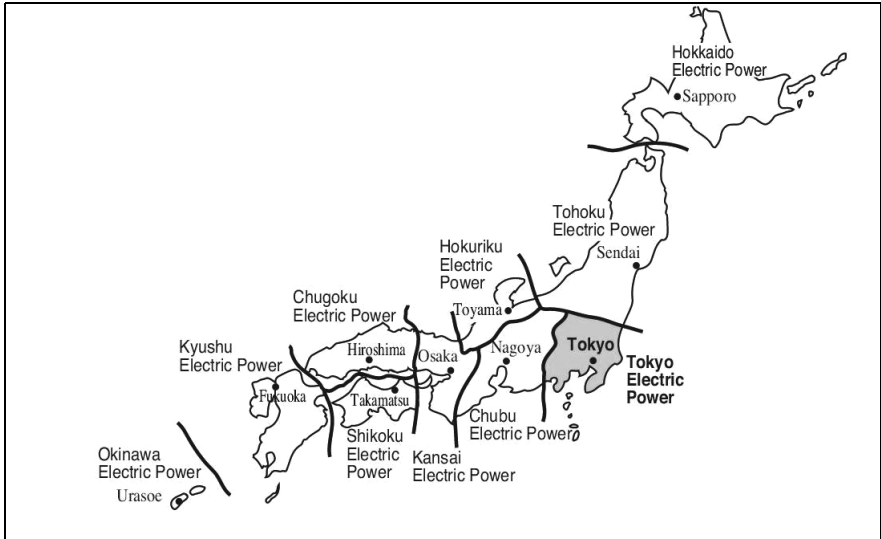 Hokkaido
Electric Power
Sapporo
Tohoku
Electric Power
Sendai
Hokuriku
Electric
Power
Toyama
Chugoku
Electric Power
Hiroshima
Osaka
Nagoya
Tokyo
Tokyo
Electric
Power
Kyushu
Electric Power
Fukuoka
Takamatsu
Chubu
Electric Power
Shikoku
Electric
Power
Kansai
Electric Power
Okinawa
Electric Power
Urasoe